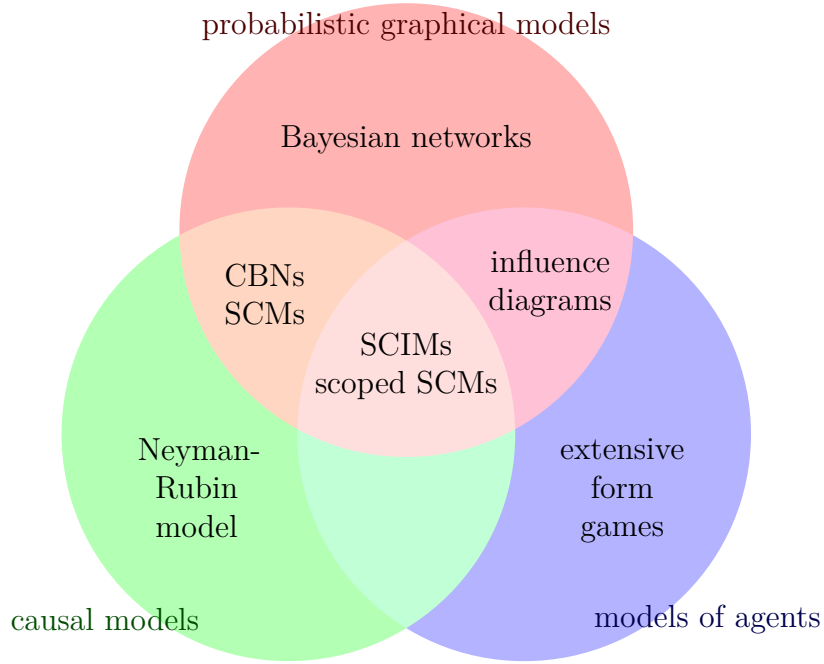 probabilistic graphical models
Bayesian networks
CBNs
SCMs
influence
diagrams
SCIMs
scoped SCMs
Neyman-
Rubin
model
extensive
form
games
causal models
models of agents